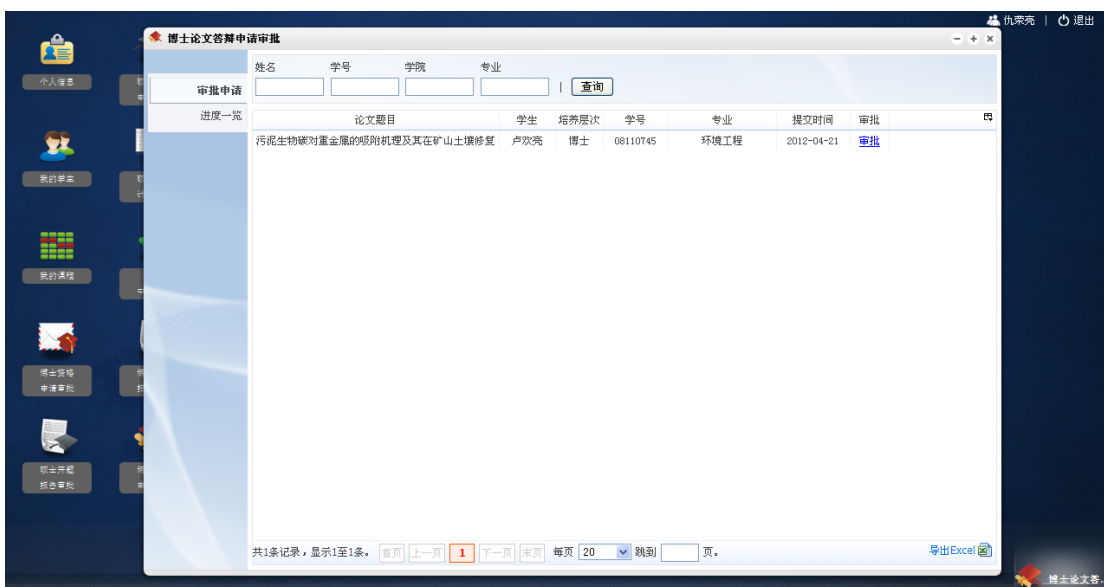 仇荣亮 | 退出
博士论文答辩申请审批
个人信息
我的学生
我的课程
博士资格
申请审批
硕士开题
报告审批
审批申请
进度一览
姓名 学号 学院 专业
| 查询
论文题目 学生 培养层次 学号 专业 提交时间 审批
污泥生物碳对重金属的吸附机理及其在矿山土壤修复 卢欢亮 博士 08110745 环境工程 2012-04-21 审批
共1条记录,显示1至1条。 首页 上一页 1 下一页 末页 每页 20 跳到 页。
导出Excel
博士论文答